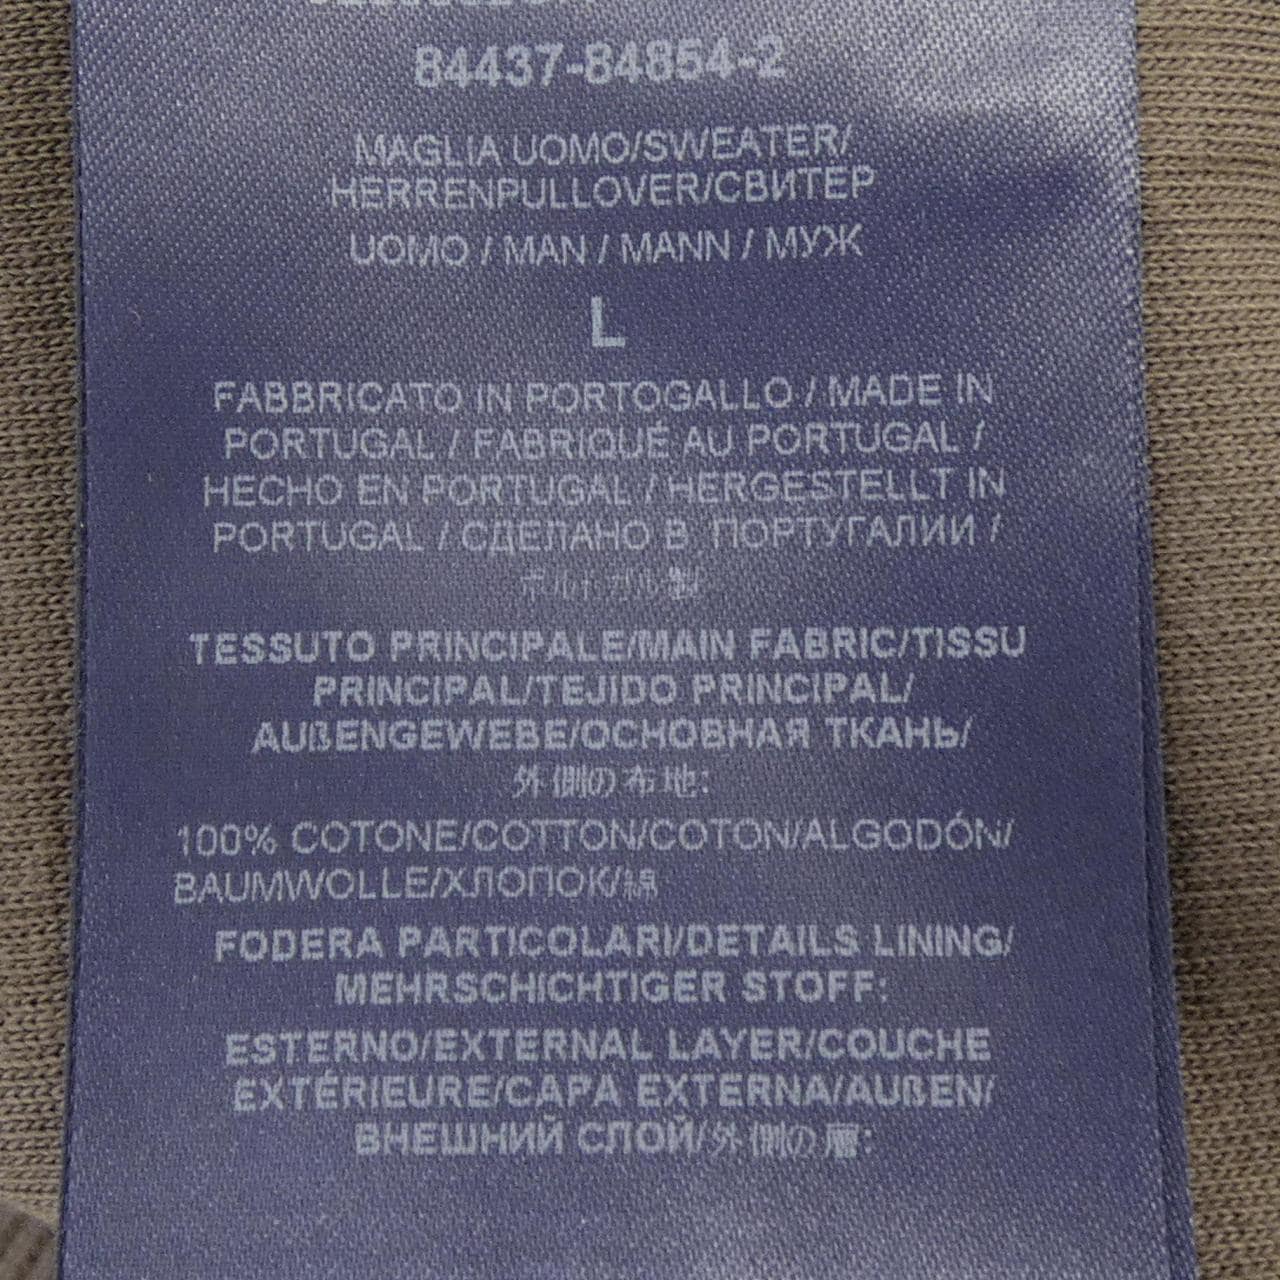 84437-84854-2
MAGLIA UOMO/SWEATER/
HERRENPULLOVER/СВИТЕР
UOMO / MAN / MANN / МУЖ
L
FABBRICATO IN PORTOGALLO / MADE IN
PORTUGAL / FABRIQUÉ AU PORTUGAL /
HECHO EN PORTUGAL / HERGESTELLT IN
PORTUGAL / СДЕЛАНО В ПОРТУГАЛИИ /
ポルトガル製
TESSUTO PRINCIPALE/MAIN FABRIC/TISSU
PRINCIPAL/TEJIDO PRINCIPAL/
AUßENGEWEBE/ОСНОВНАЯ ТКАНЬ/
外側の布地:
100% COTONE/COTTON/COTON/ALGODÓN/
BAUMWOLLE/ХЛОПОК/綿
FODERA PARTICOLARI/DETAILS LINING/
MEHRSCHICHTIGER STOFF:
ESTERNO/EXTERNAL LAYER/COUCHE
EXTÉRIEURE/CAPA EXTERNA/AUßEN/
ВНЕШНИЙ СЛОЙ/外側の層: